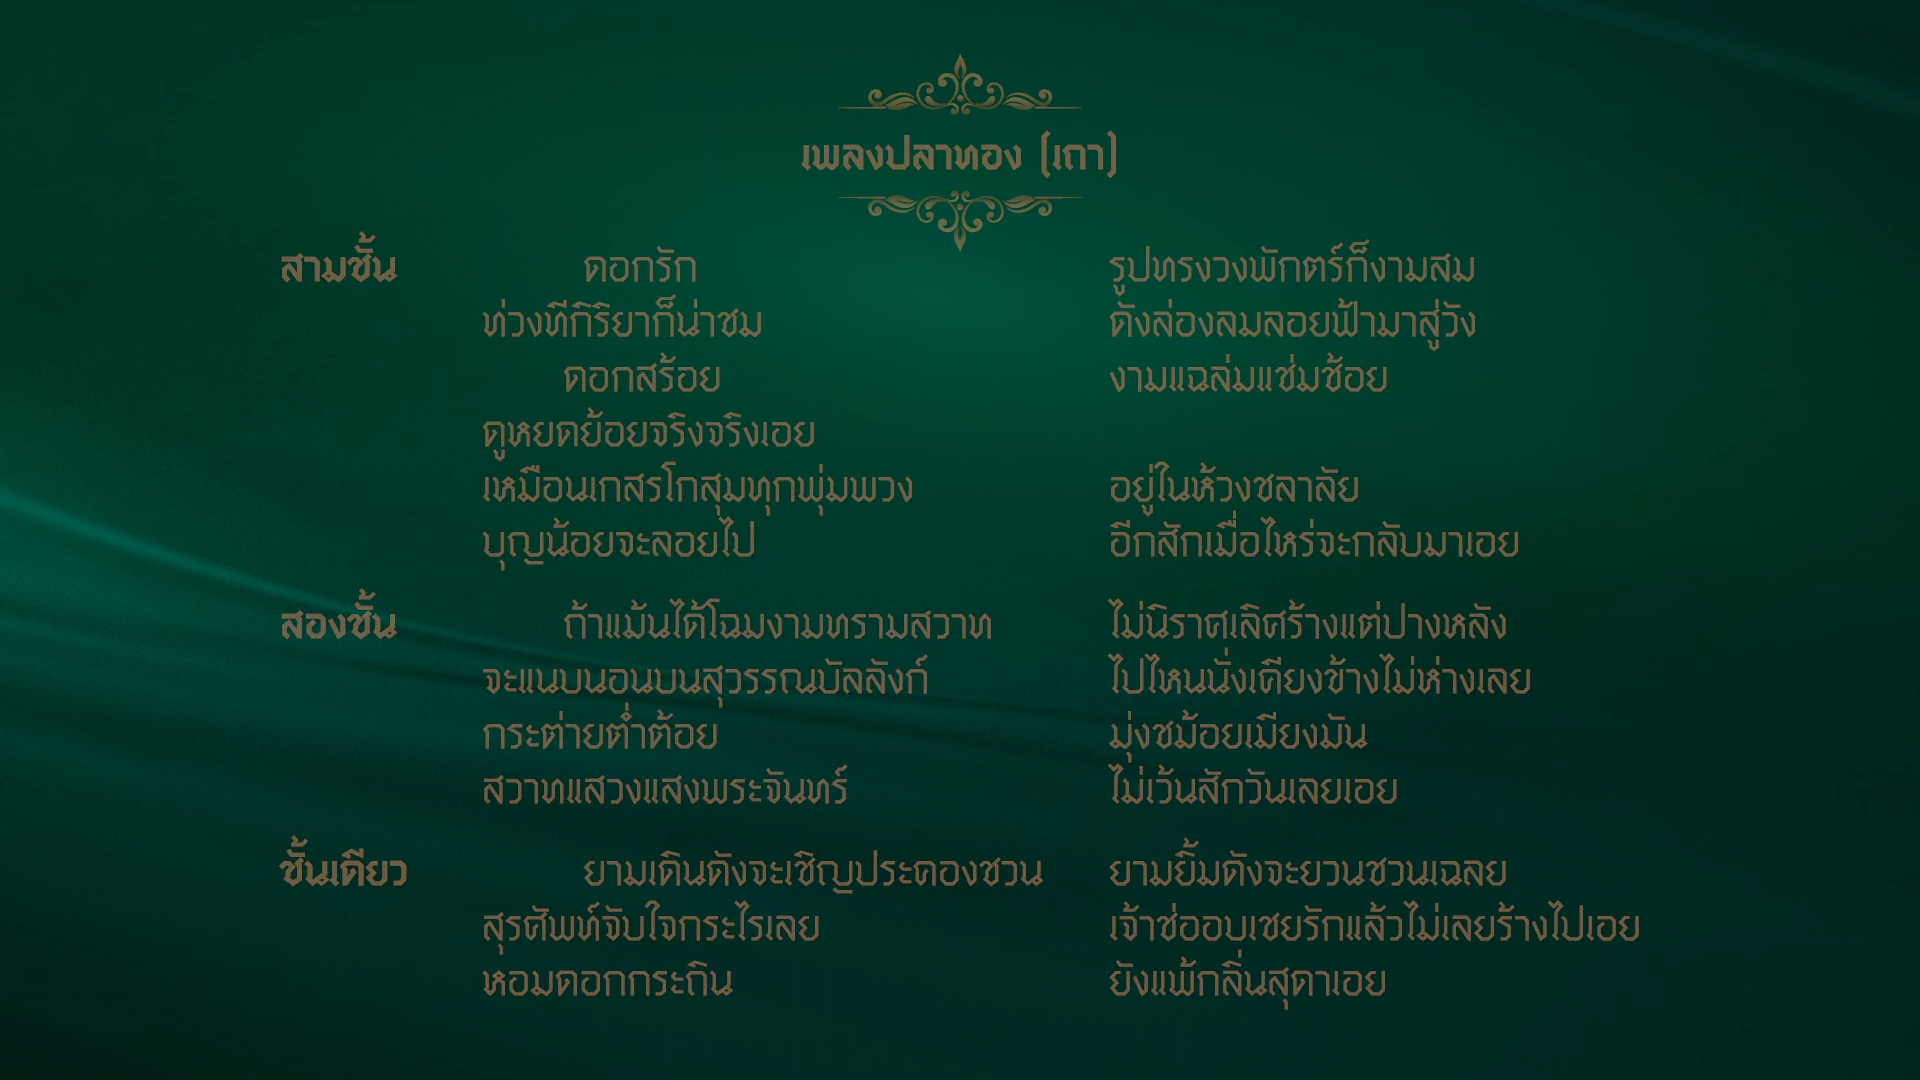 เพลงปลาทอง (เถา)
สามชั้น ดอกรัก รูปทรงวงพักตร์ก็งามสม
ท่วงทีกิริยาก็น่าชม ดังล่องลมลอยฟ้ามาสู่วัง
ดอกสร้อย งามแฉล่มแช่มช้อย
ดูหยดย้อยจริงจริงเอย
เหมือนเกสรโกสุมทุกพุ่มพวง อยู่ในห้วงชลาลัย
บุญน้อยจะลอยไป อีกสักเมื่อไหร่จะกลับมาเอย
สองชั้น ถ้าแม้นได้โฉมงามทรามสวาท ไม่นิราศเลิศร้างแต่ปางหลัง
จะแนบนอนบนสุวรรณบัลลังก์ ไปไหนนั่งเคียงข้างไม่ห่างเลย
กระต่ายต่ำต้อย มุ่งชม้อยเมียงมัน
สวาทแสวงแสงพระจันทร์ ไม่เว้นสักวันเลยเอย
ชั้นเดียว ยามเดินดังจะเชิญประคองชวน ยามยิ้มดังจะยวนชวนเฉลย
สุรศัพท์จับใจกระไรเลย เจ้าช่ออบเชยรักแล้วไม่เลยร้างไปเอย
หอมดอกกระถิน ยังแพ้กลิ่นสุดาเอย